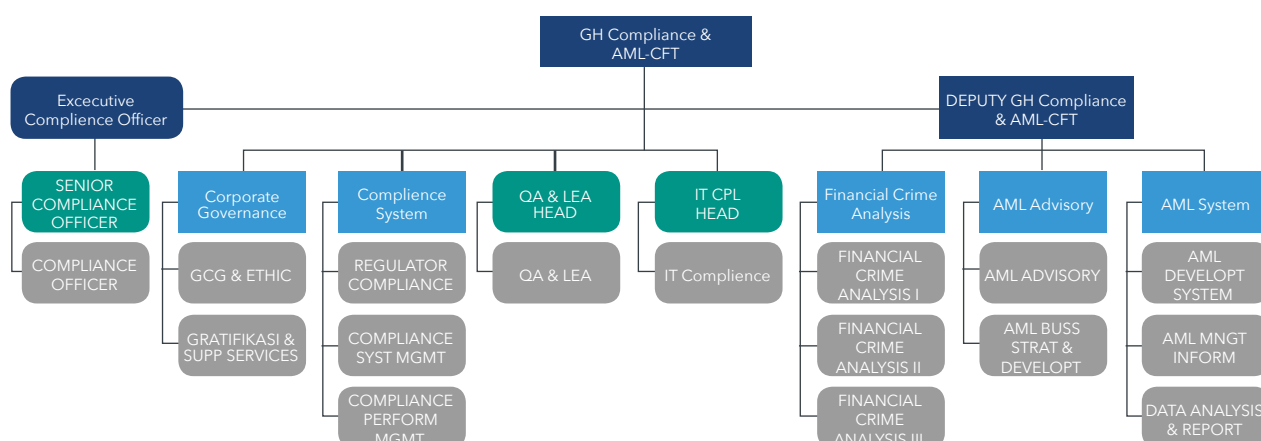 GH Compliance &
AML-CFT
Excecutive
Complience Officer
DEPUTY GH Compliance
& AML-CFT
SENIOR
COMPLIANCE
OFFICER
COMPLIANCE
OFFICER
Corporate
Governance
GCG & ETHIC
GRATIFIKASI &
SUPP SERVICES
Complience
System
REGULATOR
COMPLIANCE
COMPLIANCE
SYST MGMT
COMPLIANCE
PERFORM
MGMT
QA & LEA
HEAD
QA & LEA
IT CPL
HEAD
IT Complience
Financial Crime
Analysis
FINANCIAL
CRIME
ANALYSIS I
FINANCIAL
CRIME
ANALYSIS II
FINANCIAL
CRIME
ANALYSIS III
AML Advisory
AML ADVISORY
AML BUSS
STRAT &
DEVELOPT
AML System
AML
DEVELOPT
SYSTEM
AML MNGT
INFORM
DATA ANALYSIS
& REPORT